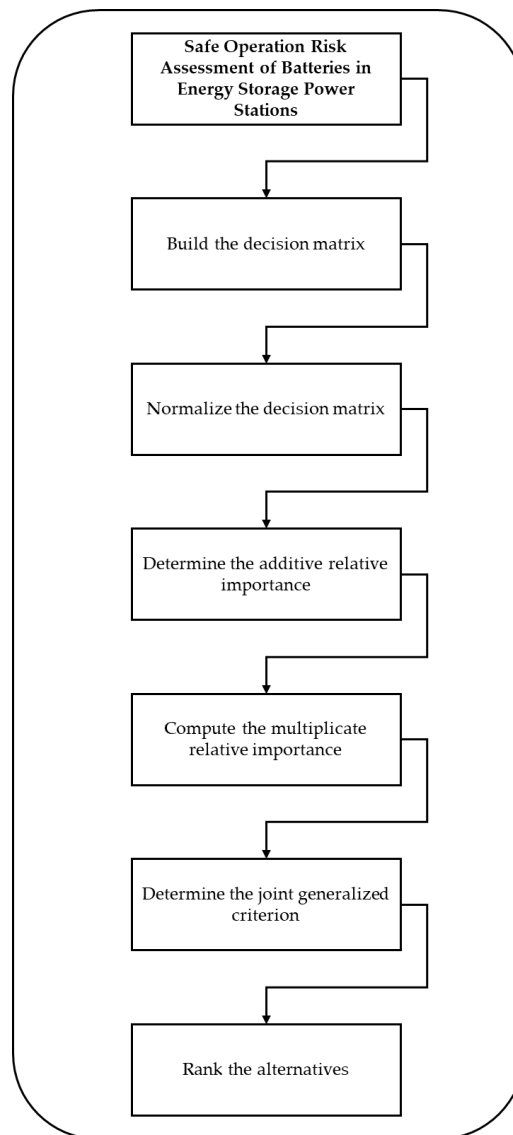 Safe Operation Risk
Assessment of Batteries in
Energy Storage Power
Stations
Build the decision matrix
Normalize the decision matrix
Determine the additive relative
importance
Compute the multiplicate
relative importance
Determine the joint generalized
criterion
Rank the alternatives